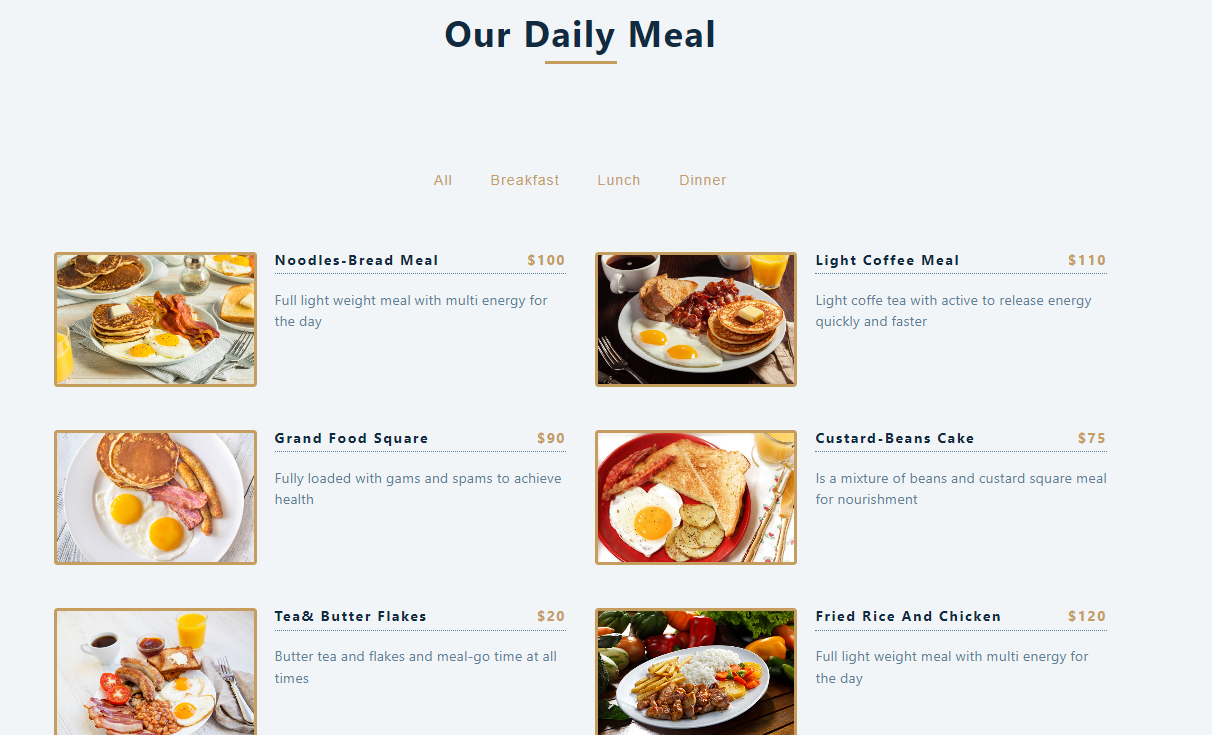 Our Daily Meal
All Breakfast Lunch Dinner
Noodles-Bread Meal $100
Full light weight meal with multi energy for
the day
Light Coffee Meal $110
Light coffe tea with active to release energy
quickly and faster
Grand Food Square $90
Fully loaded with gams and spams to achieve
health
Custard-Beans Cake $75
Is a mixture of beans and custard square meal
for nourishment
Tea& Butter Flakes $20
Butter tea and flakes and meal-go time at all
times
Fried Rice And Chicken $120
Full light weight meal with multi energy for
the day